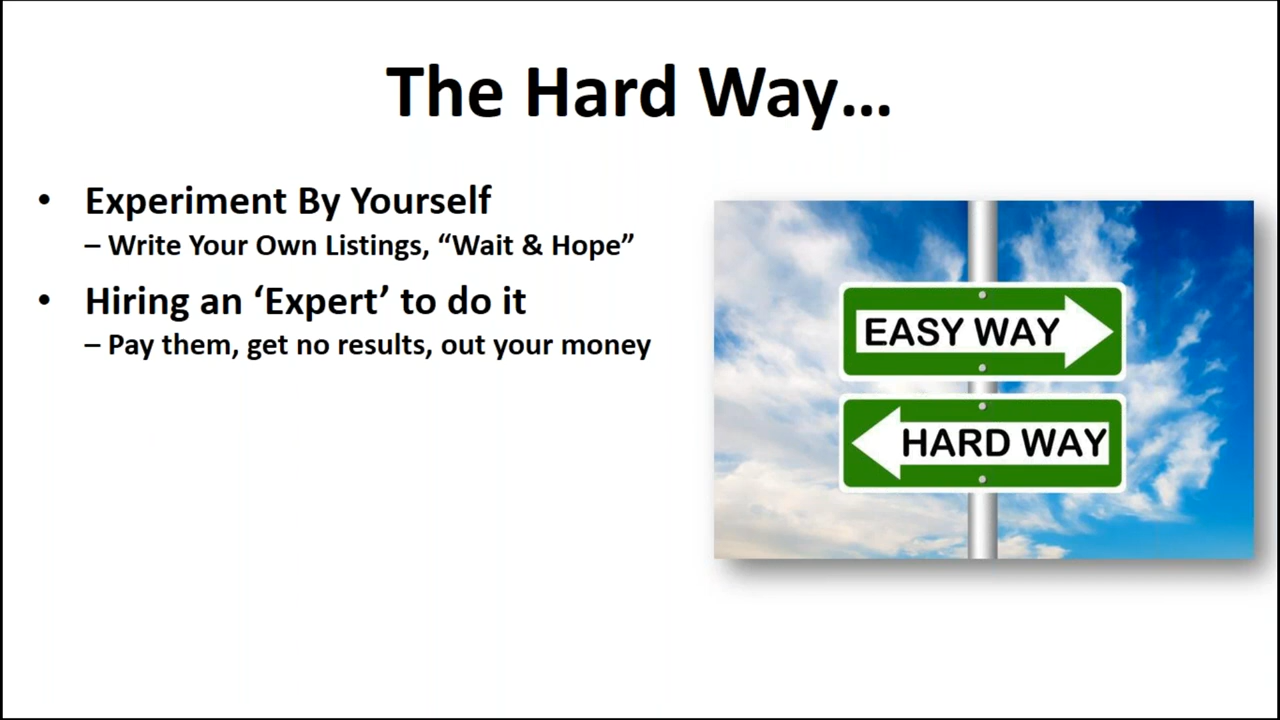 The Hard Way...
• Experiment By Yourself
– Write Your Own Listings, “Wait & Hope”
• Hiring an ‘Expert’ to do it
– Pay them, get no results, out your money
EASY WAY
HARD WAY